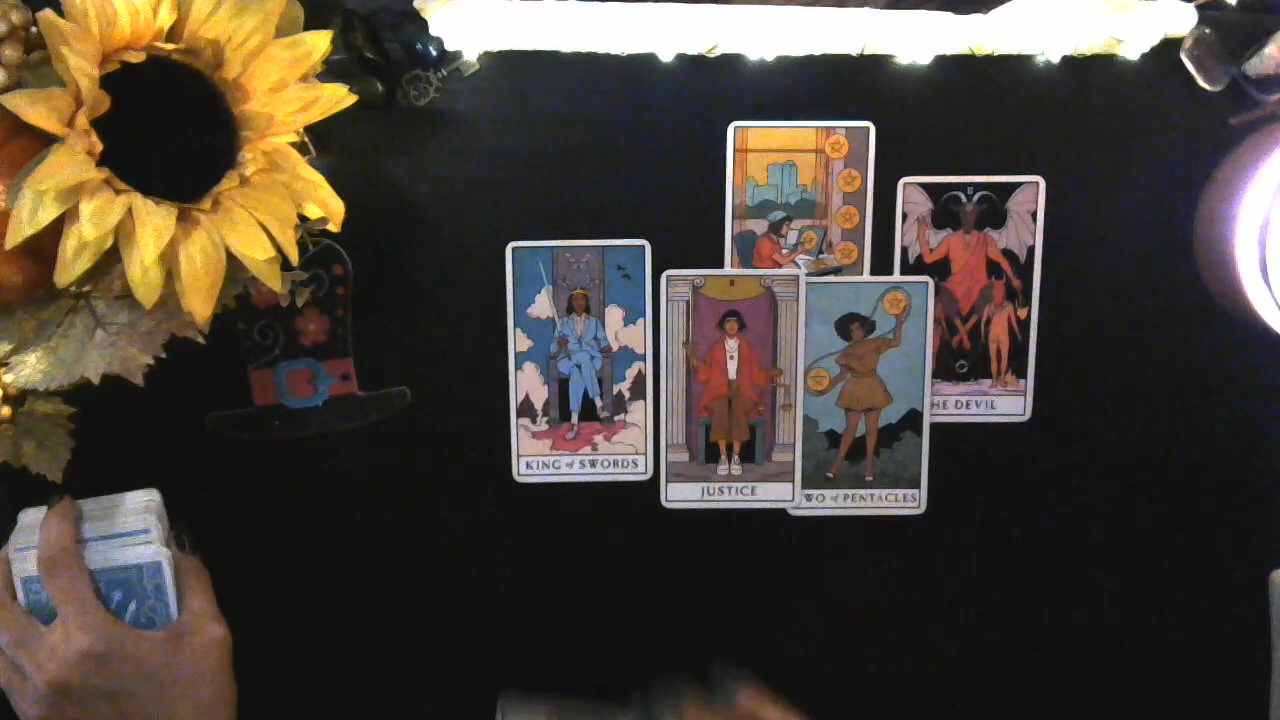 KING of SWORDS
JUSTICE
WO of PENTACLES
HE DEVIL